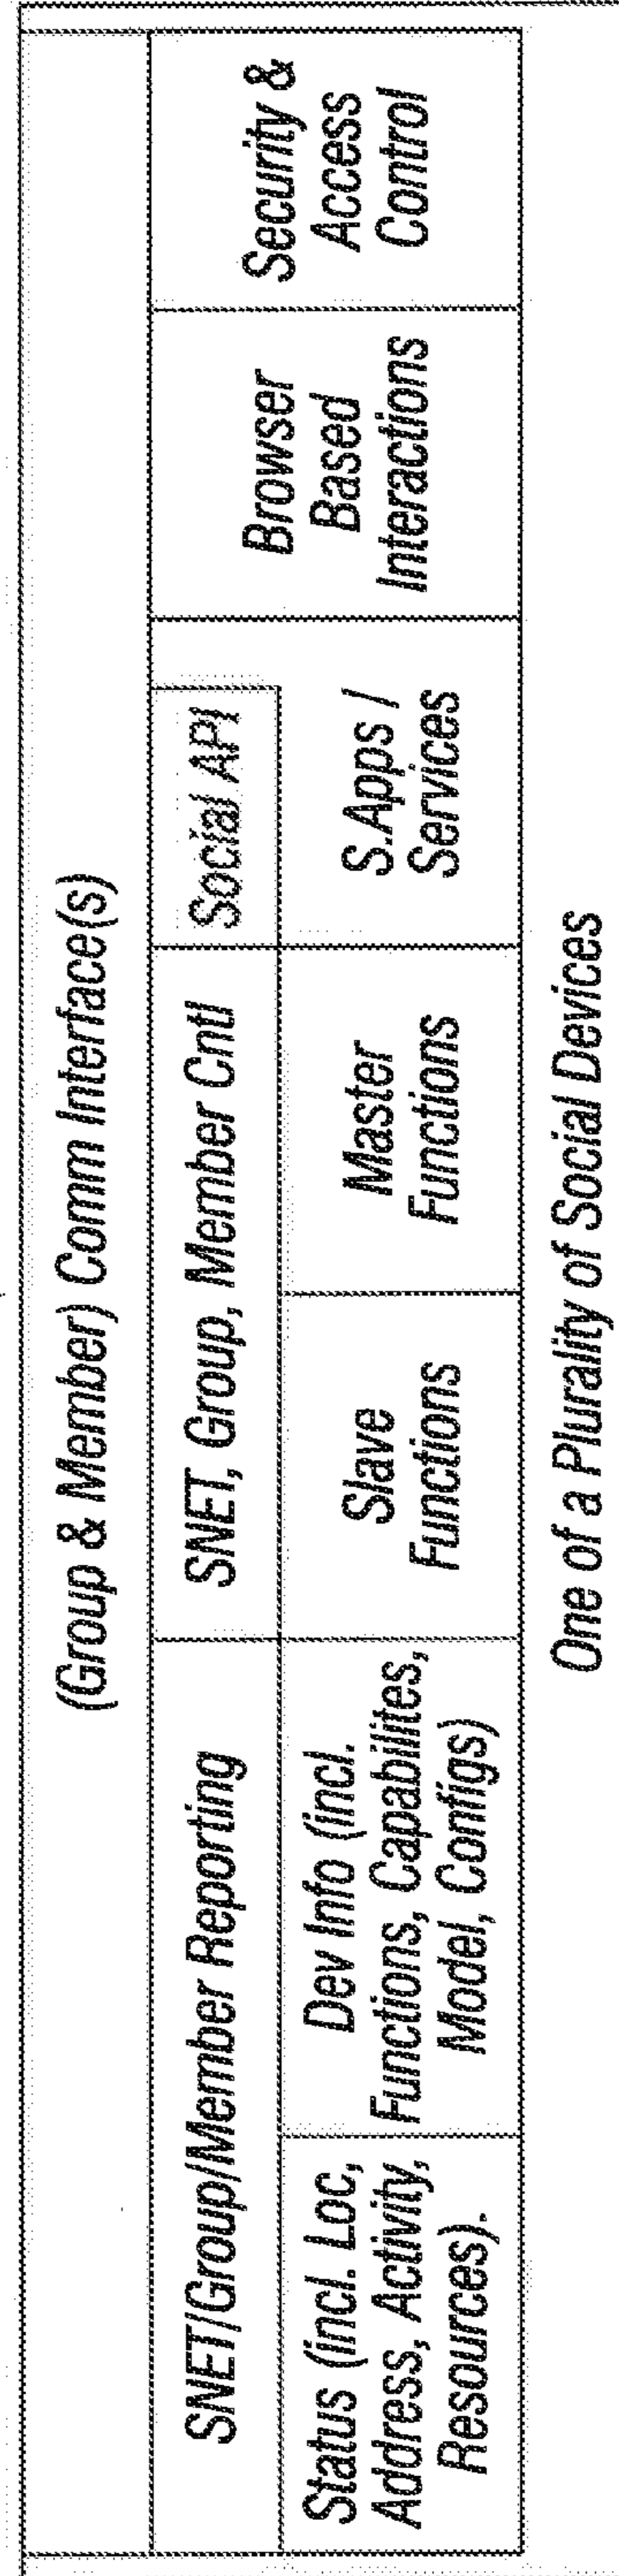 (Group & Member) Comm Interface(s)
SNET/Group/Member Reporting
SNET, Group, Member Cntl
Social API
Status (incl. Loc,
Address, Activity,
Resources).
Dev Info (incl.
Functions, Capabilites,
Model, Configs)
Slave
Functions
Master
Functions
S.Apps /
Services
Browser
Based
Interactions
Security &
Access
Control
One of a Plurality of Social Devices